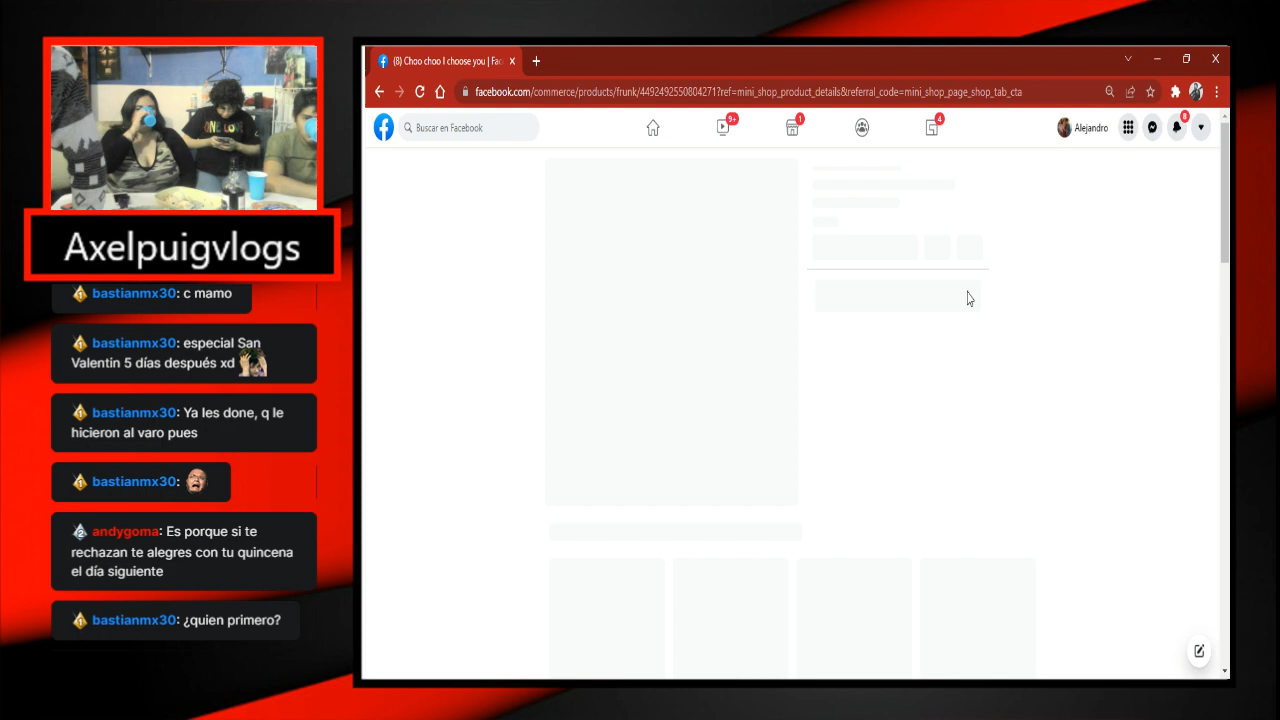 ONE LOVE
Axelpuigvlogs
bastianmx30: c mamo
bastianmx30: especial San
Valentin 5 días después xd
bastianmx30: Ya les done, q le
hicieron al varo pues
bastianmx30:
andygoma: Es porque si te
rechazan te alegres con tu quincena
el día siguiente
bastianmx30: ¿quien primero?
(8) Choo choo I choose you | Fac
facebook.com/commerce/products/frunk/4492492550804271?ref=mini_shop_product_details&referral_code=mini_shop_page_shop_tab_cta
Buscar en Facebook 9+ 1 4 Alejandro 8